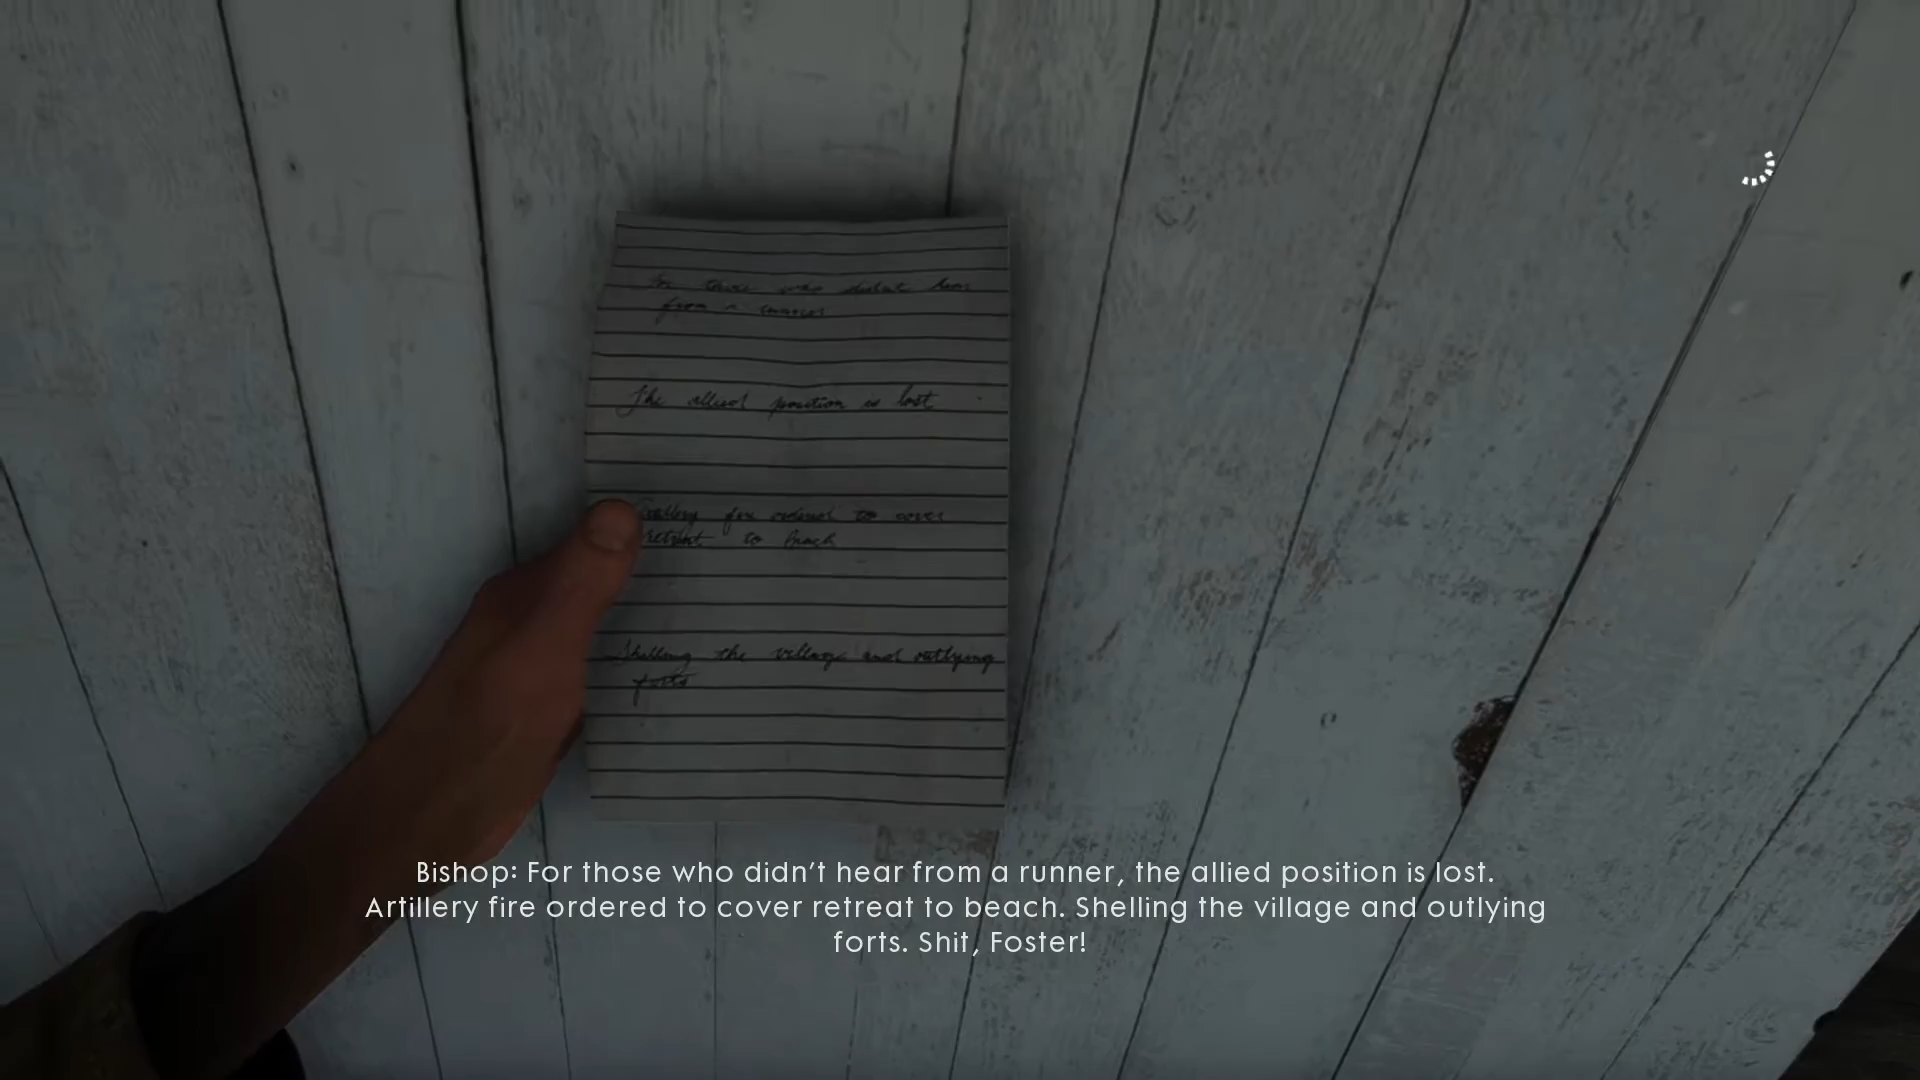 For those who didnt hear
from a runner
The allied position is lost
Artillery fire ordered to cover
retreat to beach
Shelling the village and outlying
forts
Bishop: For those who didn't hear from a runner, the allied position is lost.
Artillery fire ordered to cover retreat to beach. Shelling the village and outlying
forts. Shit, Foster!